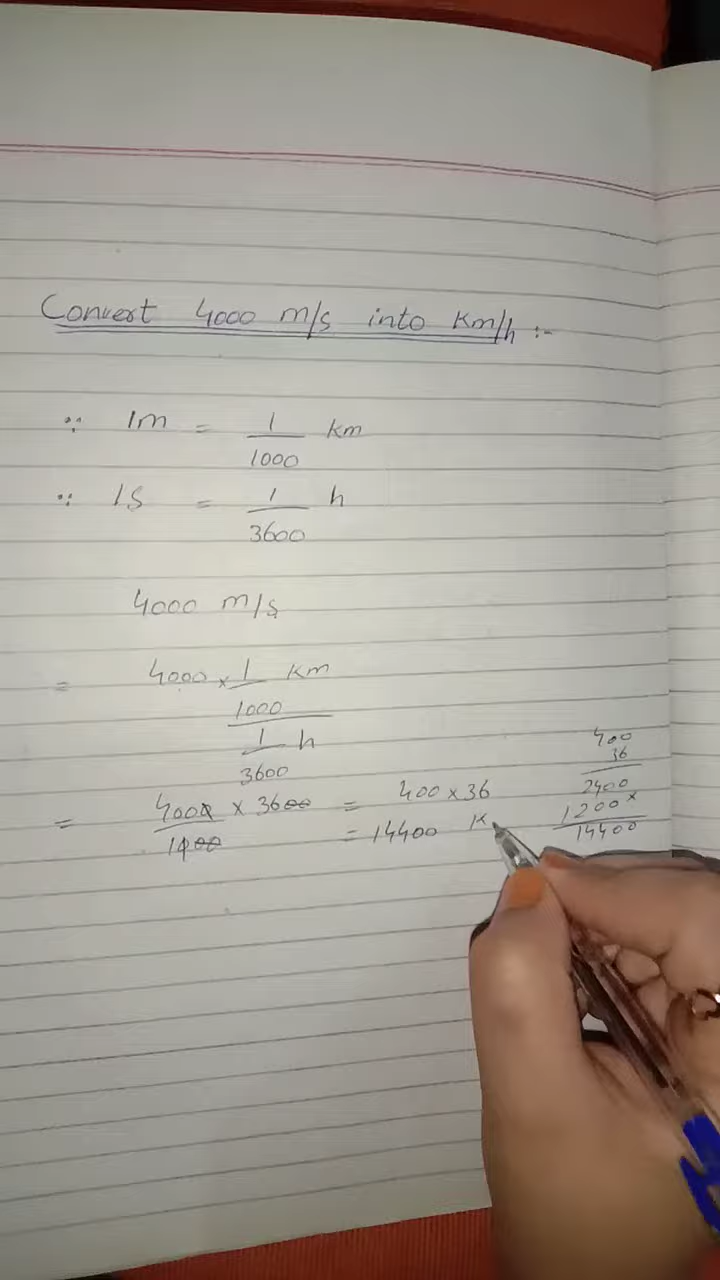 Convert 4000 m/s into Km/h :-
∵ 1m = 1/1000 km
∵ 1s = 1/3600 h
4000 m/s
= 4000 × 1/1000 km
1/3600 h
= 4000 × 3600 / 1000 = 400 × 36
= 14400 K
400
36
2400
1200×
14400